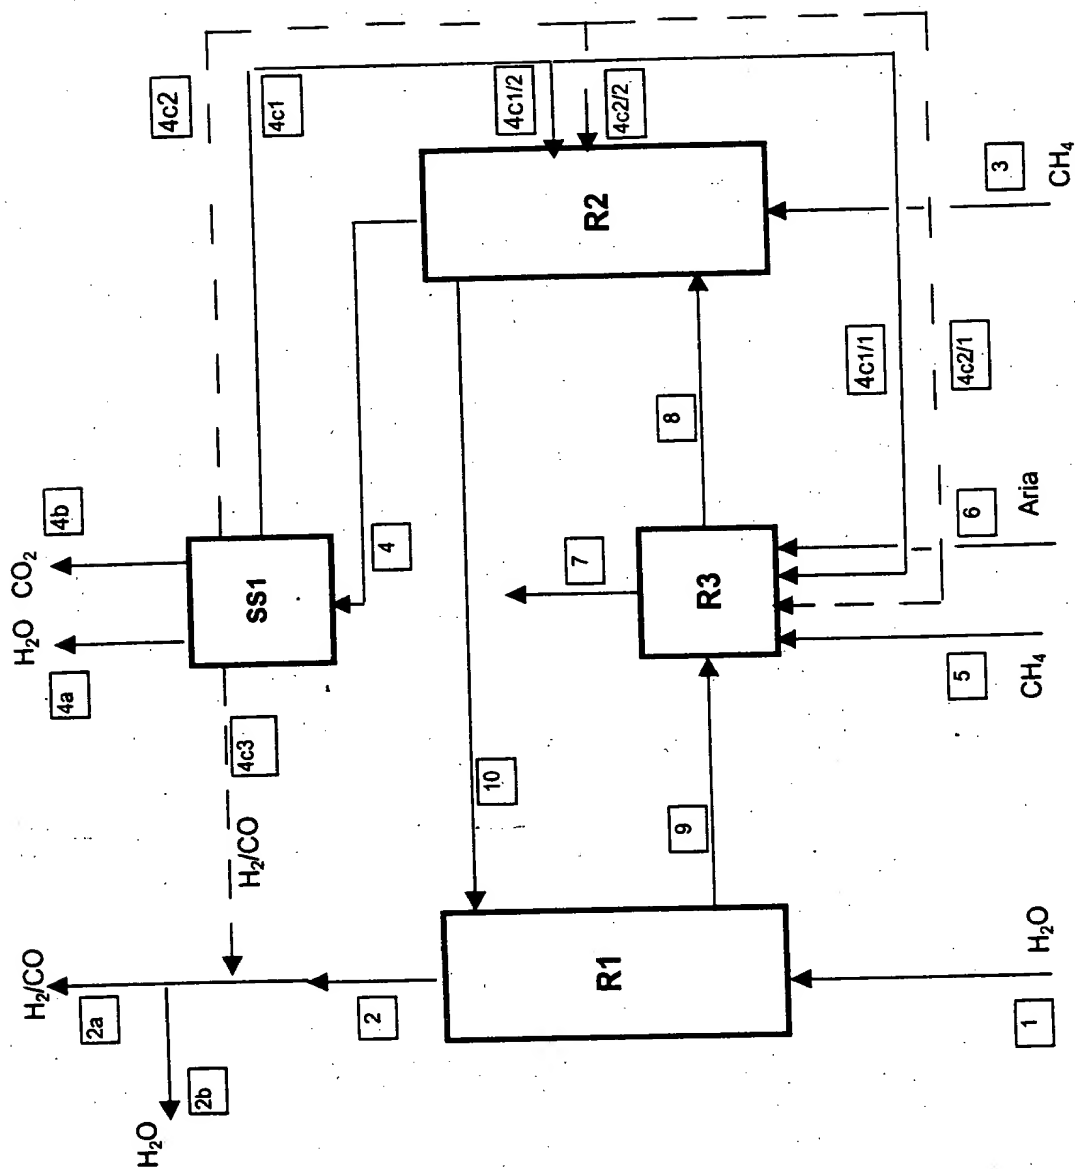 4c2
4c1
4c1/2
4c2/2
R2
3
CH₄
H₂O CO₂
4b
4a
SS1
4
8
4c1/1
4c2/1
7
R3
6
Aria
5
CH₄
4c3
H₂/CO
10
9
H₂/CO
2a
2
2b
H₂O
R1
1
H₂O